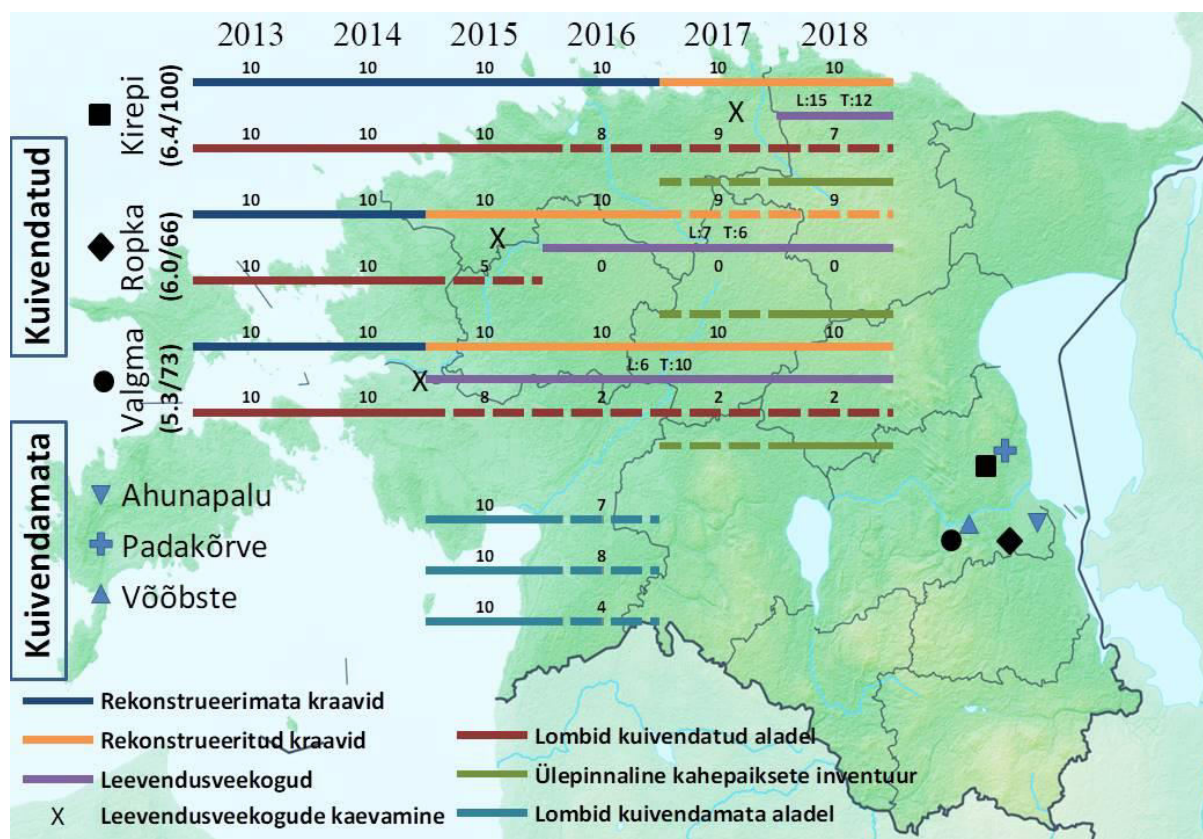 2013 2014 2015 2016 2017 2018
Kuivendatud
Kirepi
(6.4/100)
10 10 10 10 10 10
X L:15 T:12
10 10 10 8 9 7
Ropka
(6.0/66)
10 10 10 10 9 9
X L:7 T:6
10 10 5 0 0 0
Valgma
(5.3/73)
10 10 10 10 10 10
X L:6 T:10
10 10 8 2 2 2
Kuivendamata
Ahunapalu
10 7
Padakõrve
10 8
Võõbste
10 4
Rekonstrueerimata kraavid
Rekonstrueeritud kraavid
Leevendusveekogud
X Leevendusveekogude kaevamine
Lombid kuivendatud aladel
Ülepinnaline kahepaiksete inventuur
Lombid kuivendamata aladel